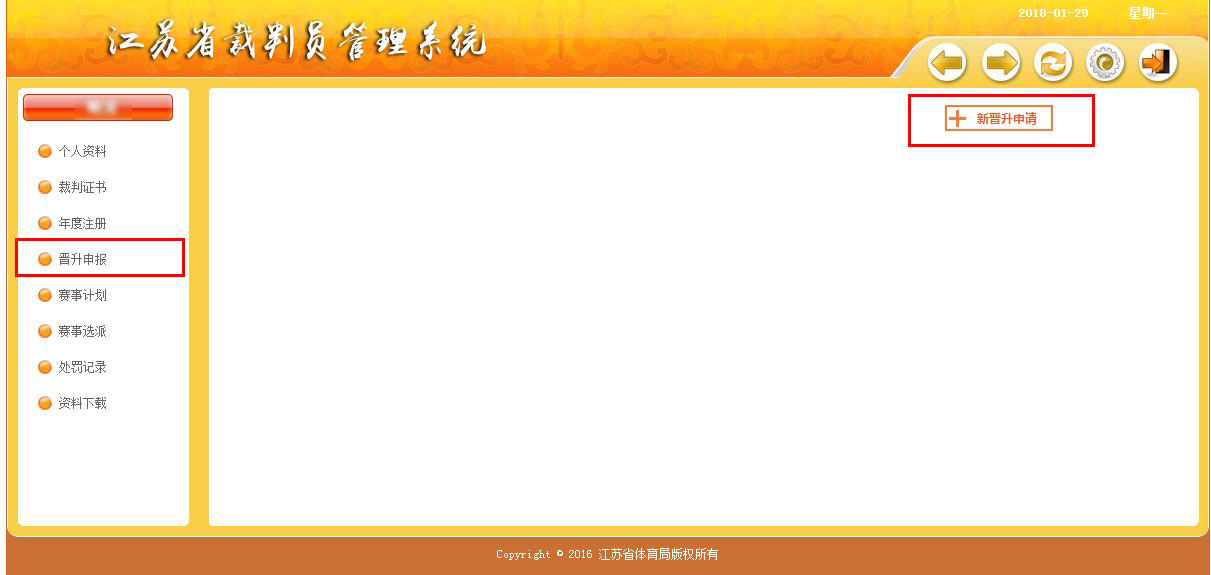 2018-01-29 星期一
江苏省裁判员管理系统
新晋升申请
个人资料
裁判证书
年度注册
晋升申报
赛事计划
赛事选派
处罚记录
资料下载
Copyright © 2016 江苏省体育局版权所有